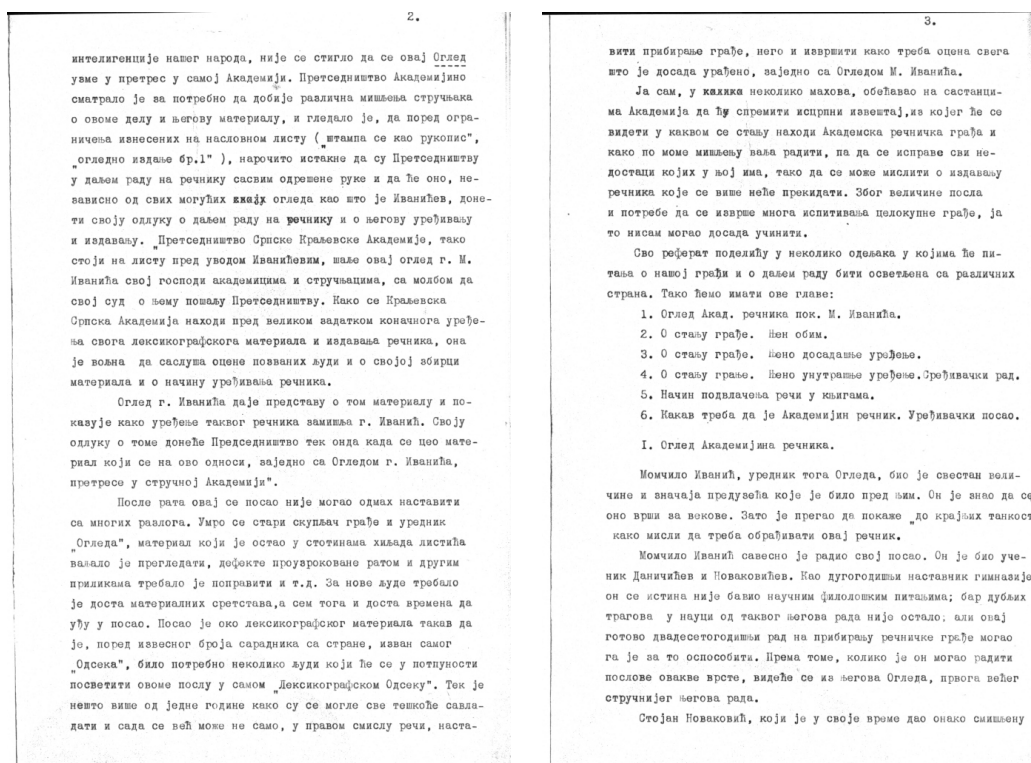 2.
интелигенције нашег народа, није се стигло да се овај Оглед
узме у претрес у самој Академији. Претседништво Академијино
сматрало је за потребно да добије различна мишљења стручњака
о овоме делу и његову материалу, и гледало је, да поред огра-
ничења изнесених на насловном листу ( „штампа се као рукопис",
„огледно издање бр.1" ), нарочито истакне да су Претседништву
у даљем раду на речнику сасвим одрешене руке и да ће оно, не-
зависно од свих могућих огледа као што је Иванићев, доне-
ти своју одлуку о даљем раду на речнику и о његову уређивању
и издавању. „Претседништво Српске Краљевске Академије, тако
стоји на листу пред уводом Иванићевим, шаље овај оглед г. М.
Иванића свој господи академицима и стручњацима, са молбом да
свој суд о њему пошаљу Претседништву. Како се Краљевска
Српска Академија находи пред великом задатком коначнога уређе-
ња свога лексикографскога материала и издавања речника, она
је вољна да саслуша оцене позваних људи и о својој збирци
материала и о начину уређивања речника.
Оглед г. Иванића даје представу о том материалу и по-
казује како уређење таквог речника замишља г. Иванић. Своју
одлуку о томе донеће Председништво тек онда када се цео мате-
риал који се на ово односи, заједно са Огледом г. Иванића,
претресе у стручној Академији".
После рата овај се посао није могао одмах наставити
са многих разлога. Умро се стари скупљач грађе и уредник
„Огледа", материал који је остао у стотинама хиљада листића
ваљало је прегледати, дефекте проузроковане ратом и другим
приликама требало је поправити и т.д. За нове људе требало
је доста материалних сретстава,а сем тога и доста времена да
уђу у посао. Посао је око лексикографског материала такав да
је, поред извесног броја сарадника са стране, изван самог
„Одсека", било потребно неколико људи који ће се у потпуности
посветити овоме послу у самом „Лексикографском Одсеку". Тек је
нешто више од једне године како су се могле све тешкоће савла-
дати и сада се већ може не само, у правом смислу речи, наста-
3.
вити прибирање грађе, него и извршити како треба оцена свега
што је досада урађено, заједно са Огледом М. Иванића.
Ја сам, у неколико махова, обећавао на састанци-
ма Академија да ћу спремити исцрпни извештај,из којег ће се
видети у каквом се стању находи Академска речничка грађа и
како по моме мишљењу ваља радити, па да се исправе сви не-
достаци којих у њој има, тако да се може мислити о издавању
речника које се више неће прекидати. Због величине посла
и потребе да се изврше многа испитивања целокупне грађе, ја
то нисам могао досада учинити.
Сво реферат поделићу у неколико одељака у којима ће пи-
тања о нашој грађи и о даљем раду бити осветљена са различних
страна. Тако ћемо имати ове главе:
1. Оглед Акад. речника пок. М. Иванића.
2. О стању грађе. Њен обим.
3. О стању грађе. Њено досадашње уређење.
4. О стању грање. Њено унутрашње уређење.Сређивачки рад.
5. Начин подвлачења речи у књигама.
6. Какав треба да је Академијин речник. Уређивачки посао.
I. Оглед Академијина речника.
Момчило Иванић, уредник тога Огледа, био је свестан вели-
чине и значаја предузећа које је било пред њим. Он је знао да се
оно врши за векове. Зато је прегао да покаже „до крајњих танкост
како мисли да треба обрађивати овај речник.
Момчило Иванић савесно је радио свој посао. Он је био уче-
ник Даничићев и Новаковићев. Као дугогодишњи наставник гимназије
он се истина није бавио научним филолошким питањима; бар дубљих
трагова у науци од таквог његова рада није остало; али овај
готово двадесетогодишњи рад на прибирању речничке грађе могао
га је за то оспособити. Према томе, колико је он могао радити
послове овакве врсте, видеће се из његова Огледа, првога већег
стручнијег његова рада.
Стојан Новаковић, који је у своје време дао онако смишљену